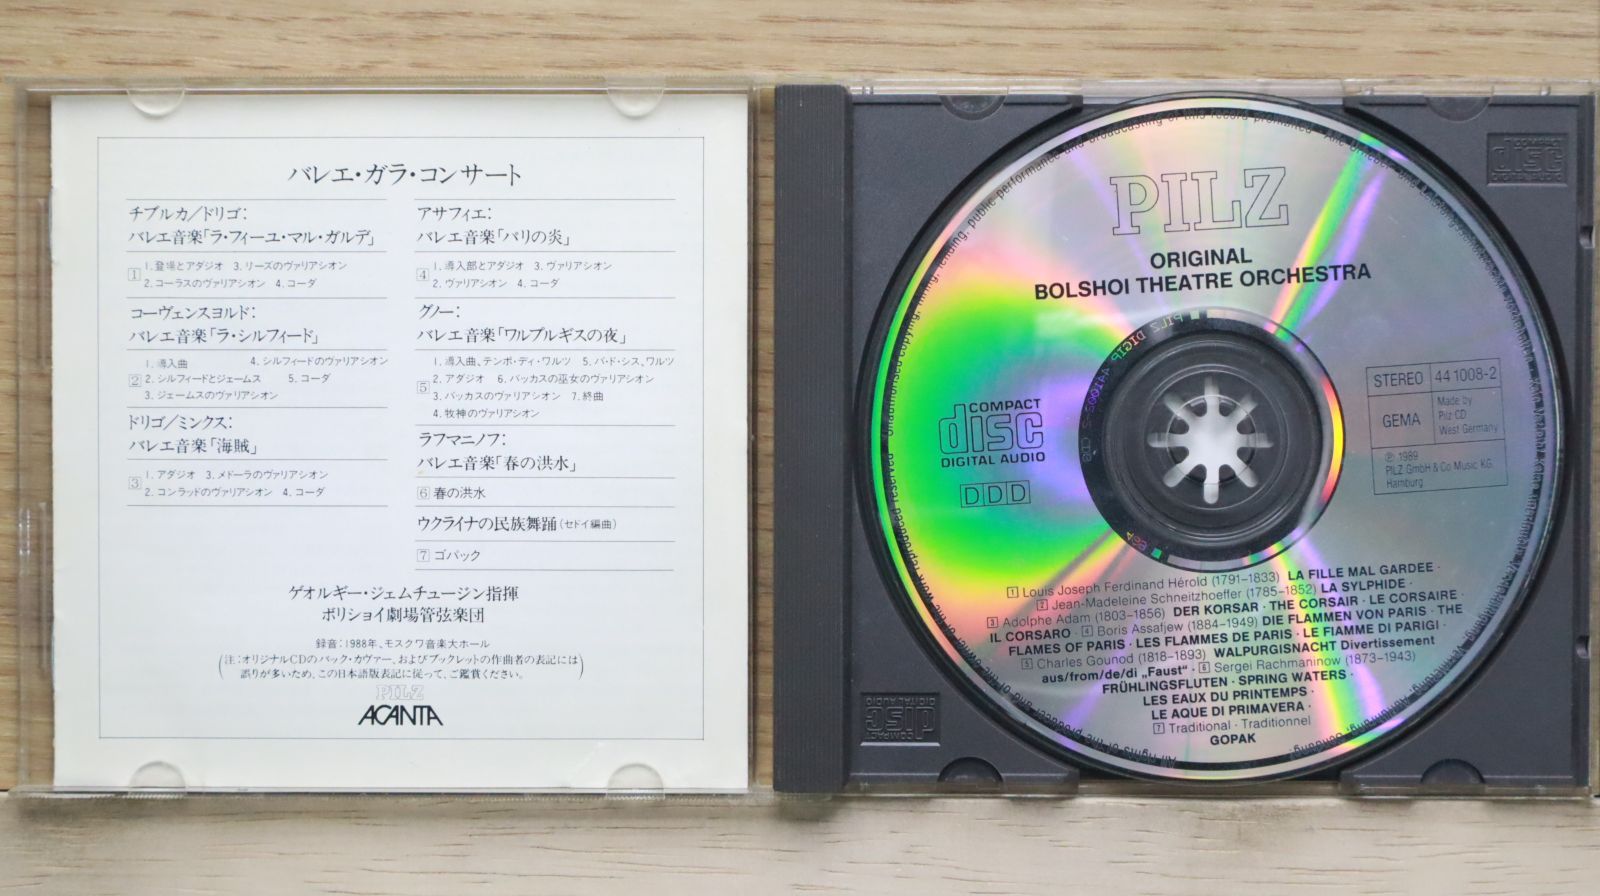 バレエ・ガラ・コンサート
チブルカ/ドリゴ:
バレエ音楽「ラ・フィーユ・マル・ガルデ」
1 1. 登場とアダジオ 3. リーズのヴァリアシオン
2. コーラスのヴァリアシオン 4. コーダ
コーヴェンスヨルド:
バレエ音楽「ラ・シルフィード」
1. 導入曲 4. シルフィードのヴァリアシオン
2 2. シルフィードとジェームス 5. コーダ
3. ジェームスのヴァリアシオン
ドリゴ/ミンクス:
バレエ音楽「海賊」
3 1. アダジオ 3. メドーラのヴァリアシオン
2. コンラッドのヴァリアシオン 4. コーダ
アサフィエ:
バレエ音楽「パリの炎」
4 1. 導入部とアダジオ 3. ヴァリアシオン
2. ヴァリアシオン 4. コーダ
グノー:
バレエ音楽「ワルプルギスの夜」
1. 導入曲、テンポ・ディ・ワルツ 5. パ・ド・シス、ワルツ
5 2. アダジオ 6. バッカスの巫女のヴァリアシオン
3. バッカスのヴァリアシオン 7. 終曲
4. 牧神のヴァリアシオン
ラフマニノフ:
バレエ音楽「春の洪水」
6 春の洪水
ウクライナの民族舞踊(セドイ編曲)
7 ゴパック
ゲオルギー・ジェムチュージン指揮
ボリショイ劇場管弦楽団
録音:1988年、モスクワ音楽大ホール
(注:オリジナルCDのバック・カヴァー、およびブックレットの作曲者の表記には
誤りが多いため、この日本語版表記に従って、ご鑑賞ください。)
PILZ
ACANTA
PILZ
ORIGINAL
BOLSHOI THEATRE ORCHESTRA
COMPACT
disc
DIGITAL AUDIO
DDD
STEREO 44 1008-2
GEMA
Made by
Pilz-CD
West Germany
℗ 1989
PILZ GmbH & Co Music KG
Hamburg
1 Louis Joseph Ferdinand Hérold (1791–1833) LA FILLE MAL GARDEE ·
2 Jean-Madeleine Schneitzhoeffer (1785–1852) LA SYLPHIDE ·
3 Adolphe Adam (1803–1856) DER KORSAR · THE CORSAIR · LE CORSAIRE ·
IL CORSARO · 4 Boris Assafjew (1884–1949) DIE FLAMMEN VON PARIS · THE
FLAMES OF PARIS · LES FLAMMES DE PARIS · LE FIAMME DI PARIGI ·
5 Charles Gounod (1818–1893) WALPURGISNACHT Divertissement
aus/from/de/di „Faust“ · 6 Sergei Rachmaninow (1873–1943)
FRÜHLINGSFLUTEN · SPRING WATERS ·
LES EAUX DU PRINTEMPS ·
LE AQUE DI PRIMAVERA ·
7 Traditional · Traditionnel
GOPAK
COMPACT
disc
DIGITAL AUDIO
COMPACT
disc
DIGITAL AUDIO